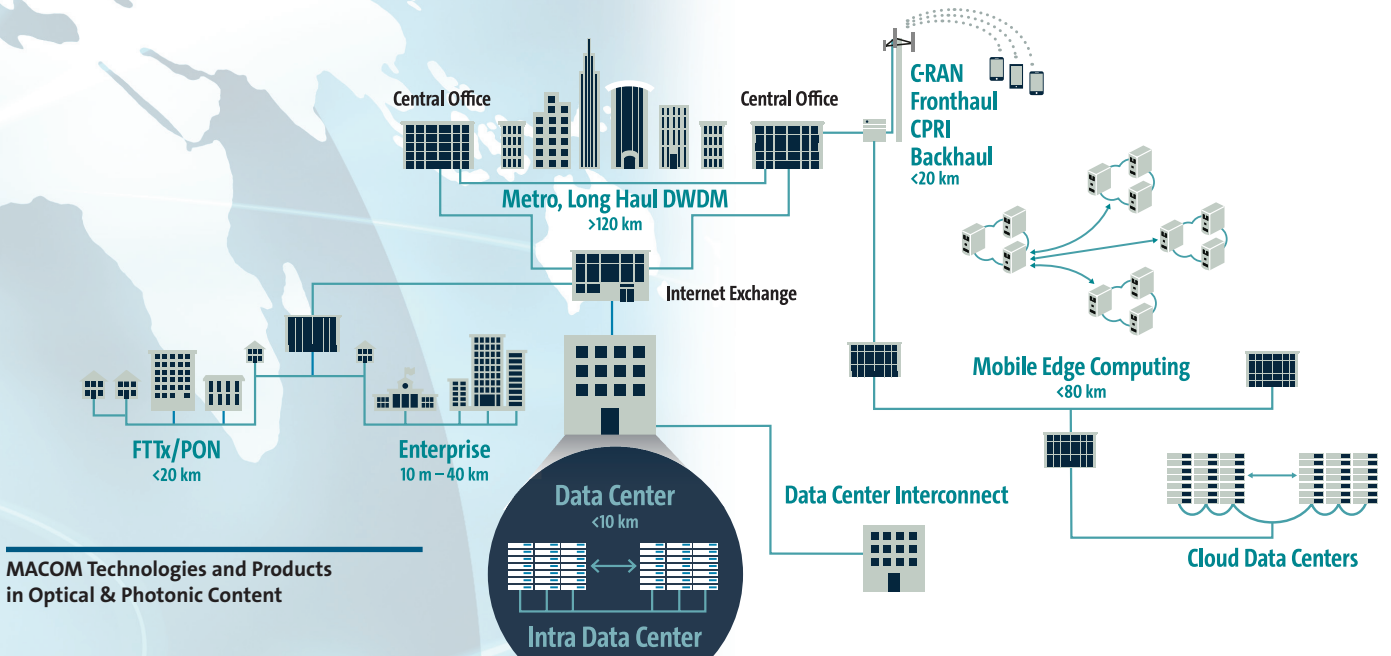 Central Office
Central Office
C-RAN
Fronthaul
CPRI
Backhaul
<20 km
Metro, Long Haul DWDM
>120 km
Internet Exchange
Mobile Edge Computing
<80 km
FTTx/PON
<20 km
Enterprise
10 m – 40 km
Data Center
<10 km
Intra Data Center
Data Center Interconnect
Cloud Data Centers
MACOM Technologies and Products
in Optical & Photonic Content